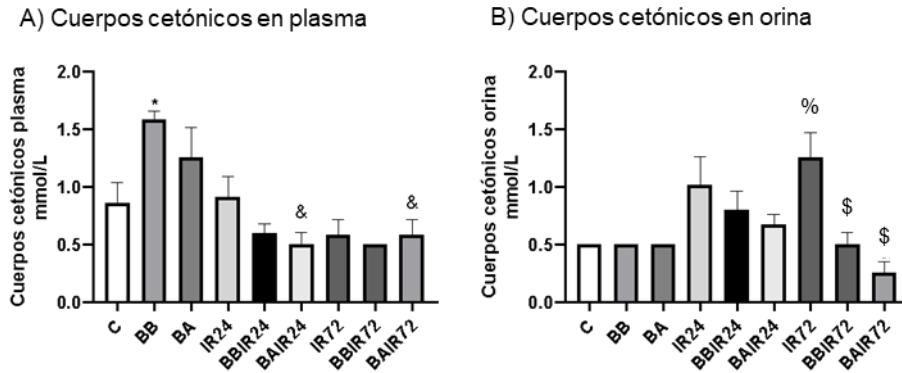 A) Cuerpos cetónicos en plasma
Cuerpos cetónicos plasma
mmol/L
2.0
1.5
1.0
0.5
0.0
*
&
&
C
BB
BA
IR24
BBIR24
BAIR24
IR72
BBIR72
BAIR72
B) Cuerpos cetónicos en orina
Cuerpos cetónicos orina
mmol/L
2.0
1.5
1.0
0.5
0.0
%
$
$
C
BB
BA
IR24
BBIR24
BAIR24
IR72
BBIR72
BAIR72